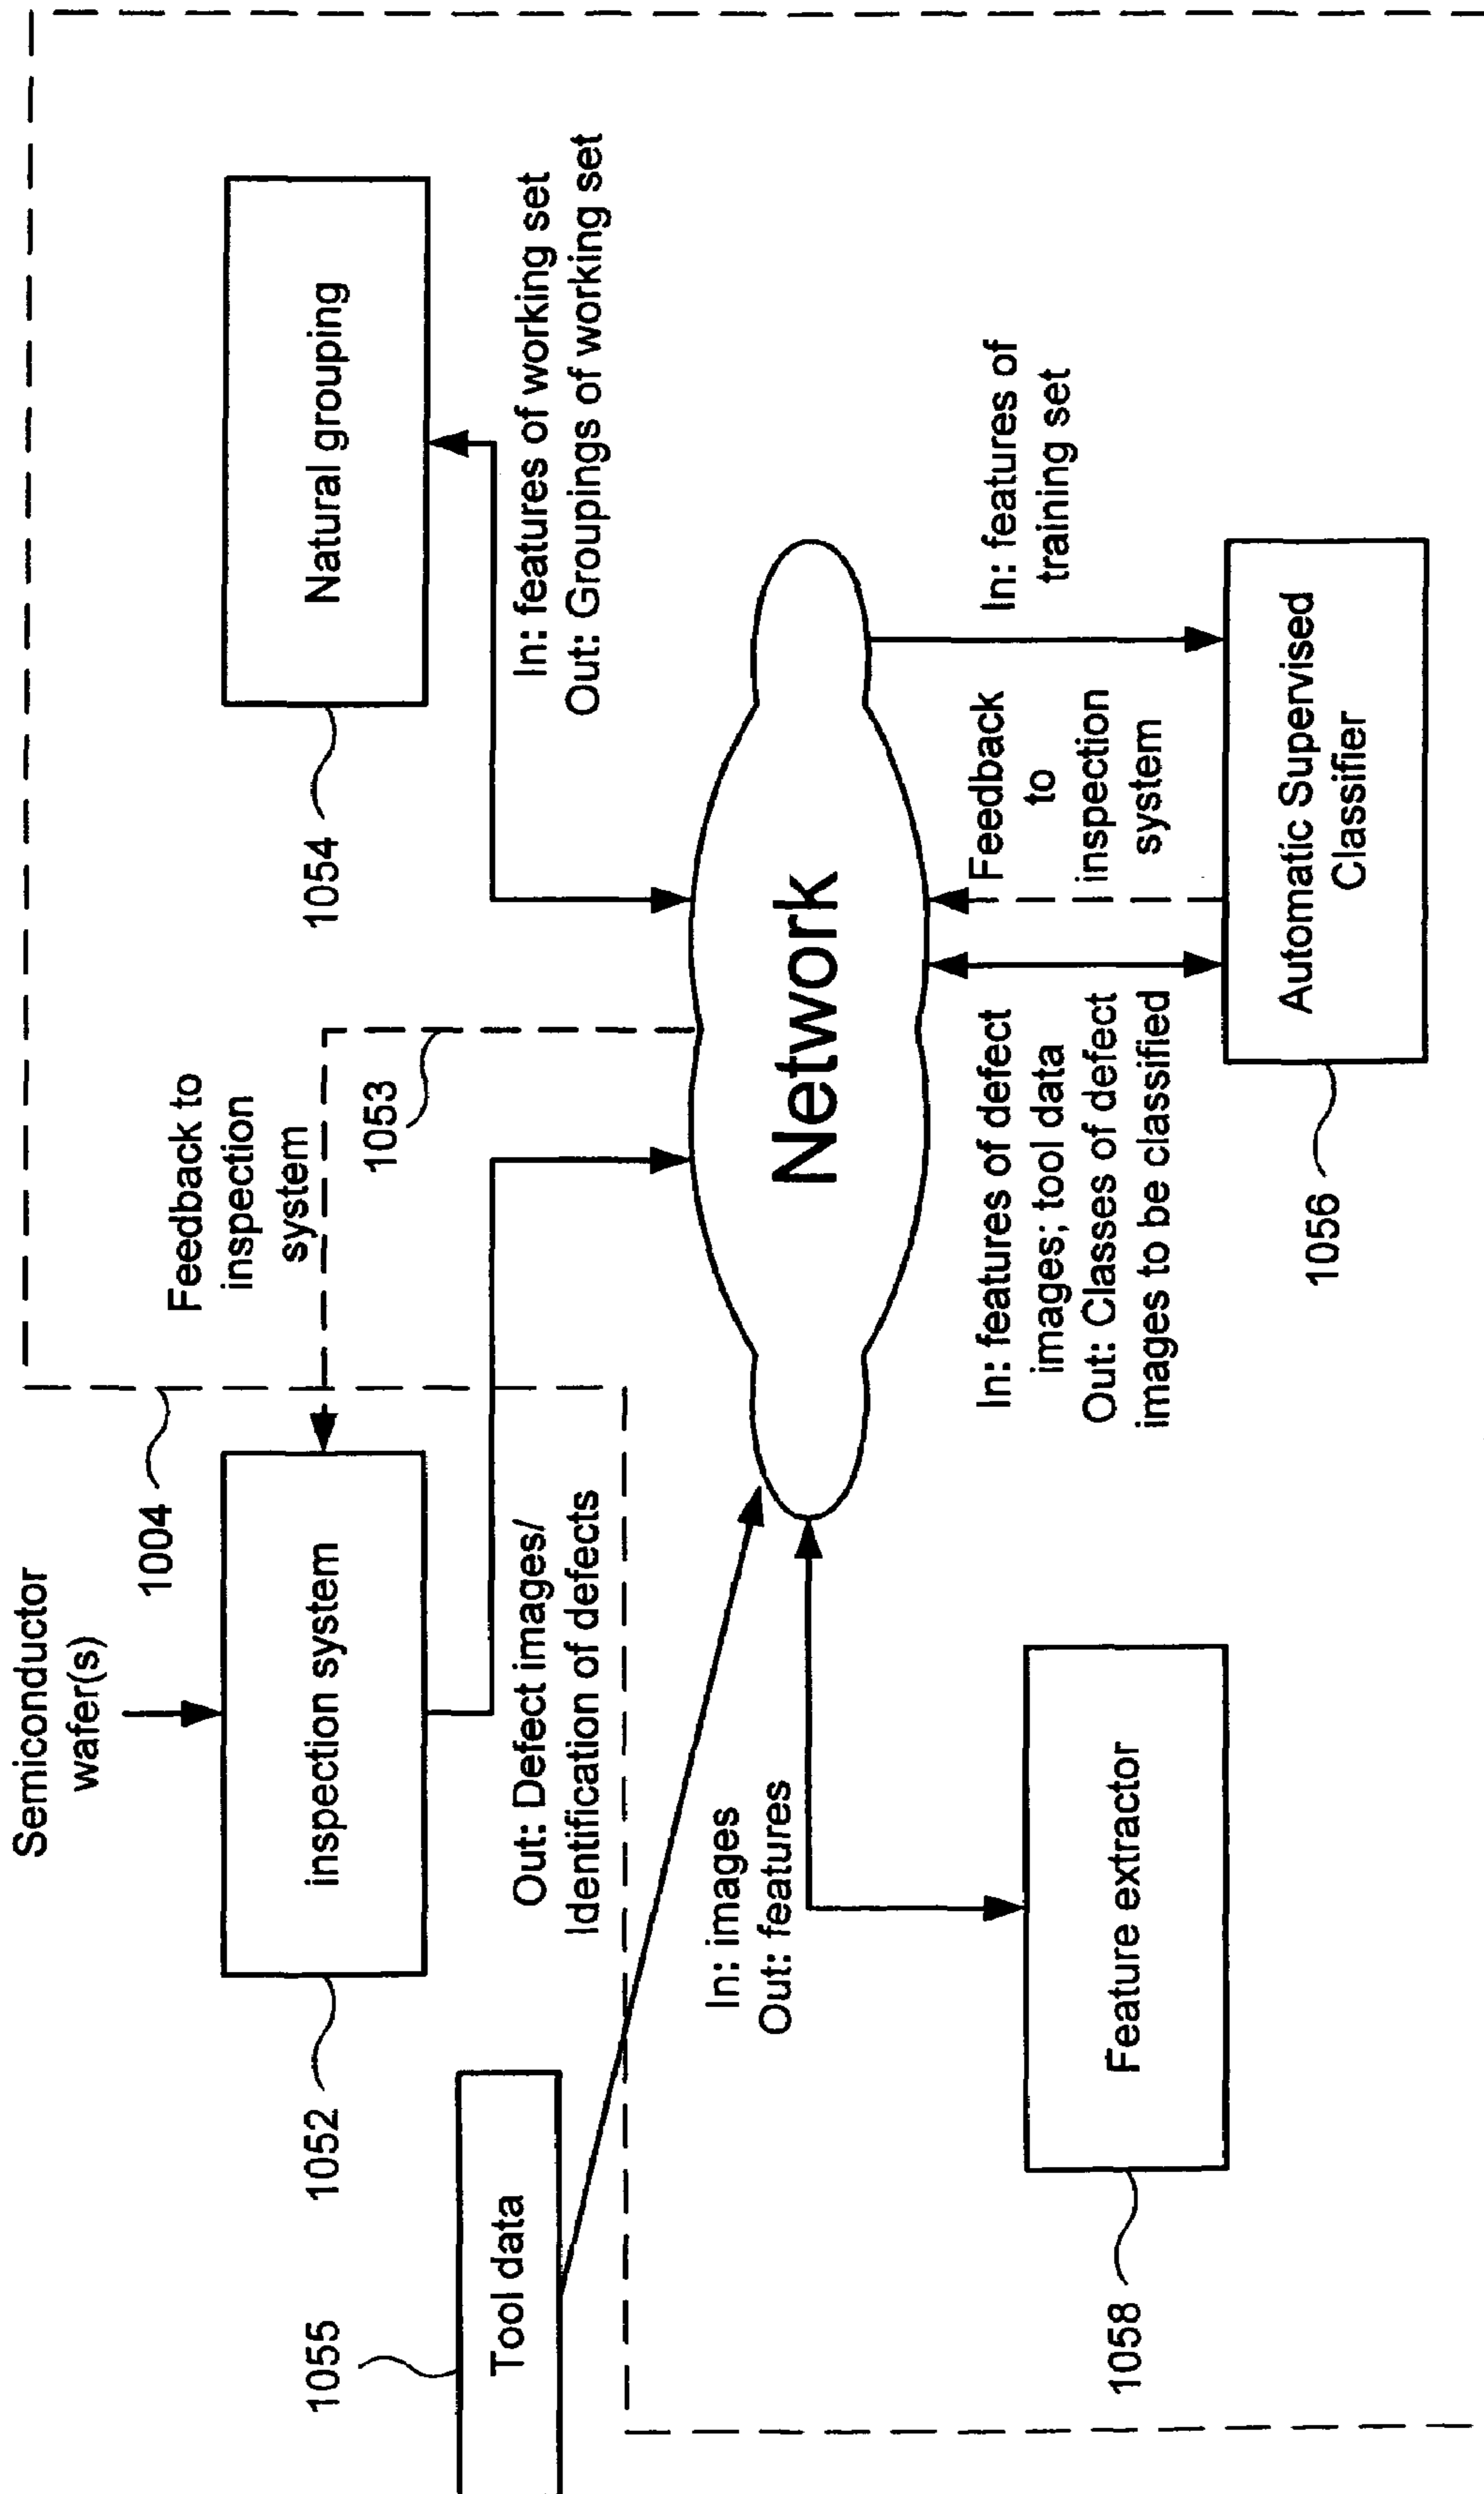 Semiconductor
wafer(s)
1004
Feedback to
inspection
system
1053
1052
inspection system
Out: Defect images/
Identification of defects
1054
Natural grouping
In: features of working set
Out: Groupings of working set
1055
Tool data
In: images
Out: features
Network
1058
Feature extractor
In: features of defect
images; tool data
Out: Classes of defect
images to be classified
Feedback
to
inspection
system
In: features of
training set
1056
Automatic Supervised
Classifier